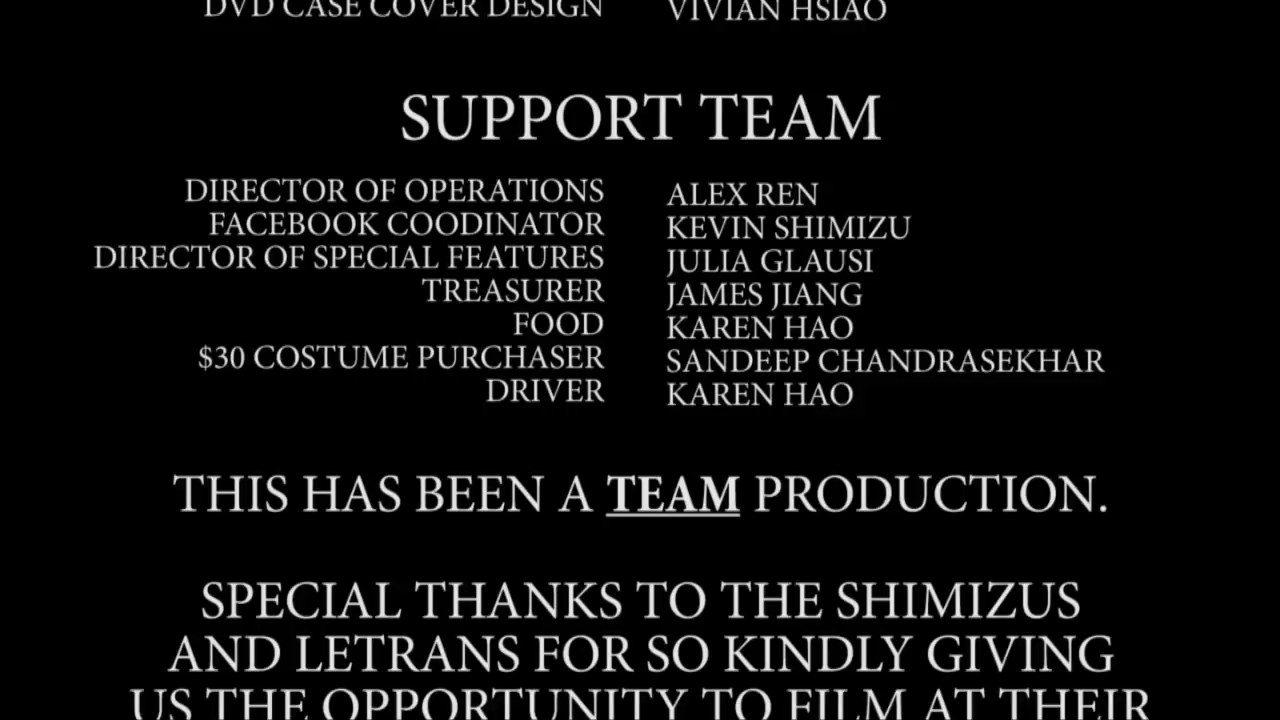 DVD CASE COVER DESIGN VIVIAN HSIAO
SUPPORT TEAM
DIRECTOR OF OPERATIONS ALEX REN
FACEBOOK COODINATOR KEVIN SHIMIZU
DIRECTOR OF SPECIAL FEATURES JULIA GLAUSI
TREASURER JAMES JIANG
FOOD KAREN HAO
$30 COSTUME PURCHASER SANDEEP CHANDRASEKHAR
DRIVER KAREN HAO
THIS HAS BEEN A TEAM PRODUCTION.
SPECIAL THANKS TO THE SHIMIZUS
AND LETRANS FOR SO KINDLY GIVING
US THE OPPORTUNITY TO FILM AT THEIR